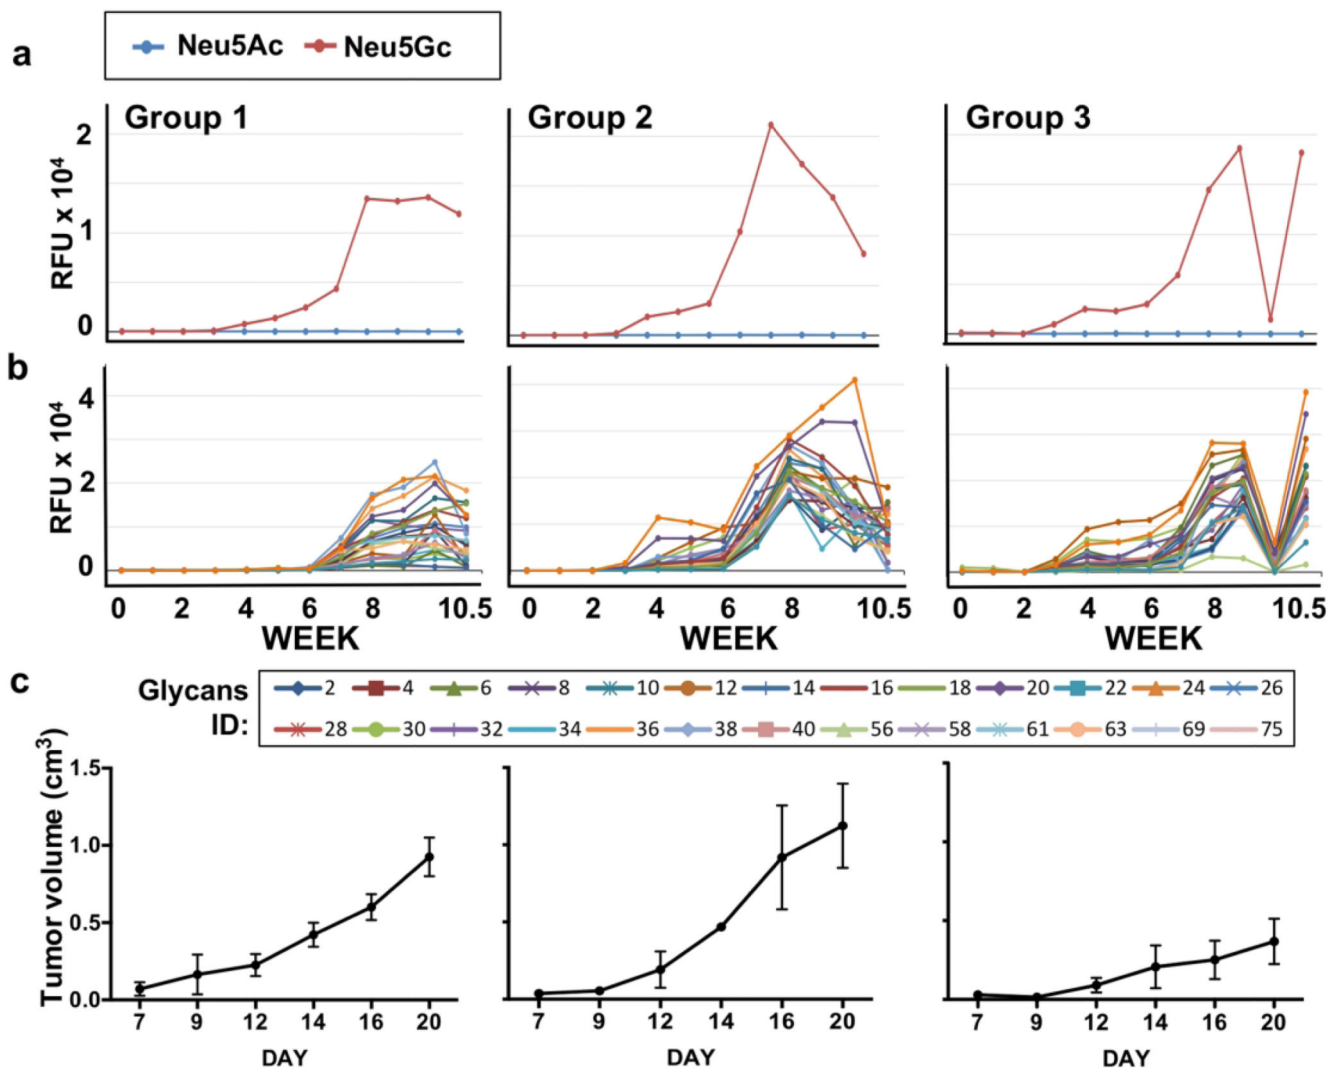 a
Neu5Ac Neu5Gc
Group 1 Group 2 Group 3
RFU x 10⁴
2
1
0
b
RFU x 10⁴
4
2
0
0 2 4 6 8 10.5 0 2 4 6 8 10.5 0 2 4 6 8 10.5
WEEK WEEK WEEK
c
Glycans ID:
2 4 6 8 10 12 14 16 18 20 22 24 26
28 30 32 34 36 38 40 56 58 61 63 69 75
Tumor volume (cm³)
1.5
1.0
0.5
0.0
7 9 12 14 16 20 7 9 12 14 16 20 7 9 12 14 16 20
DAY DAY DAY